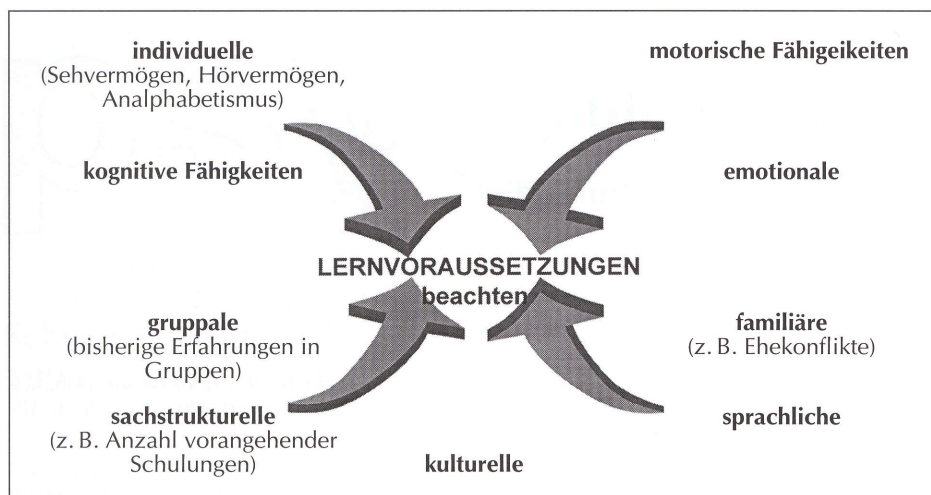 individuelle
(Sehvermögen, Hörvermögen,
Analphabetismus)
motorische Fähigeikeiten
kognitive Fähigkeiten
emotionale
LERNVORAUSSETZUNGEN
beachten
gruppale
(bisherige Erfahrungen in
Gruppen)
familiäre
(z. B. Ehekonflikte)
sachstrukturelle
(z. B. Anzahl vorangehender
Schulungen)
sprachliche
kulturelle